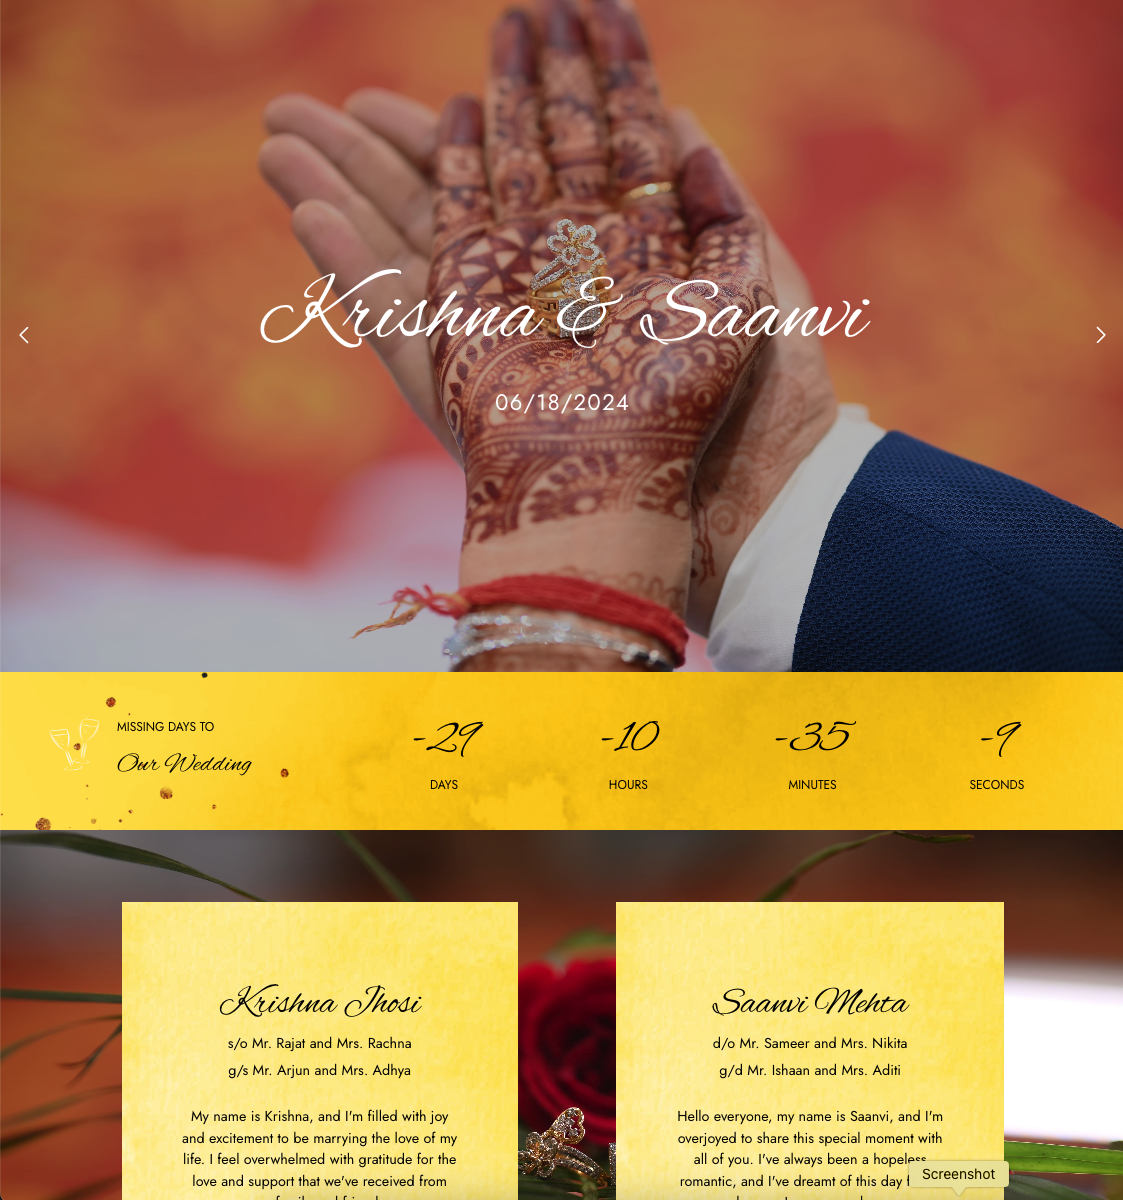 Krishna & Saanvi
06/18/2024
MISSING DAYS TO
Our Wedding
-29
DAYS
-10
HOURS
-35
MINUTES
-9
SECONDS
Krishna Jhosi
s/o Mr. Rajat and Mrs. Rachna
g/s Mr. Arjun and Mrs. Adhya
My name is Krishna, and I'm filled with joy
and excitement to be marrying the love of my
life. I feel overwhelmed with gratitude for the
love and support that we've received from
Saanvi Mehta
d/o Mr. Sameer and Mrs. Nikita
g/d Mr. Ishaan and Mrs. Aditi
Hello everyone, my name is Saanvi, and I'm
overjoyed to share this special moment with
all of you. I've always been a hopeless
romantic, and I've dreamt of this day
Screenshot